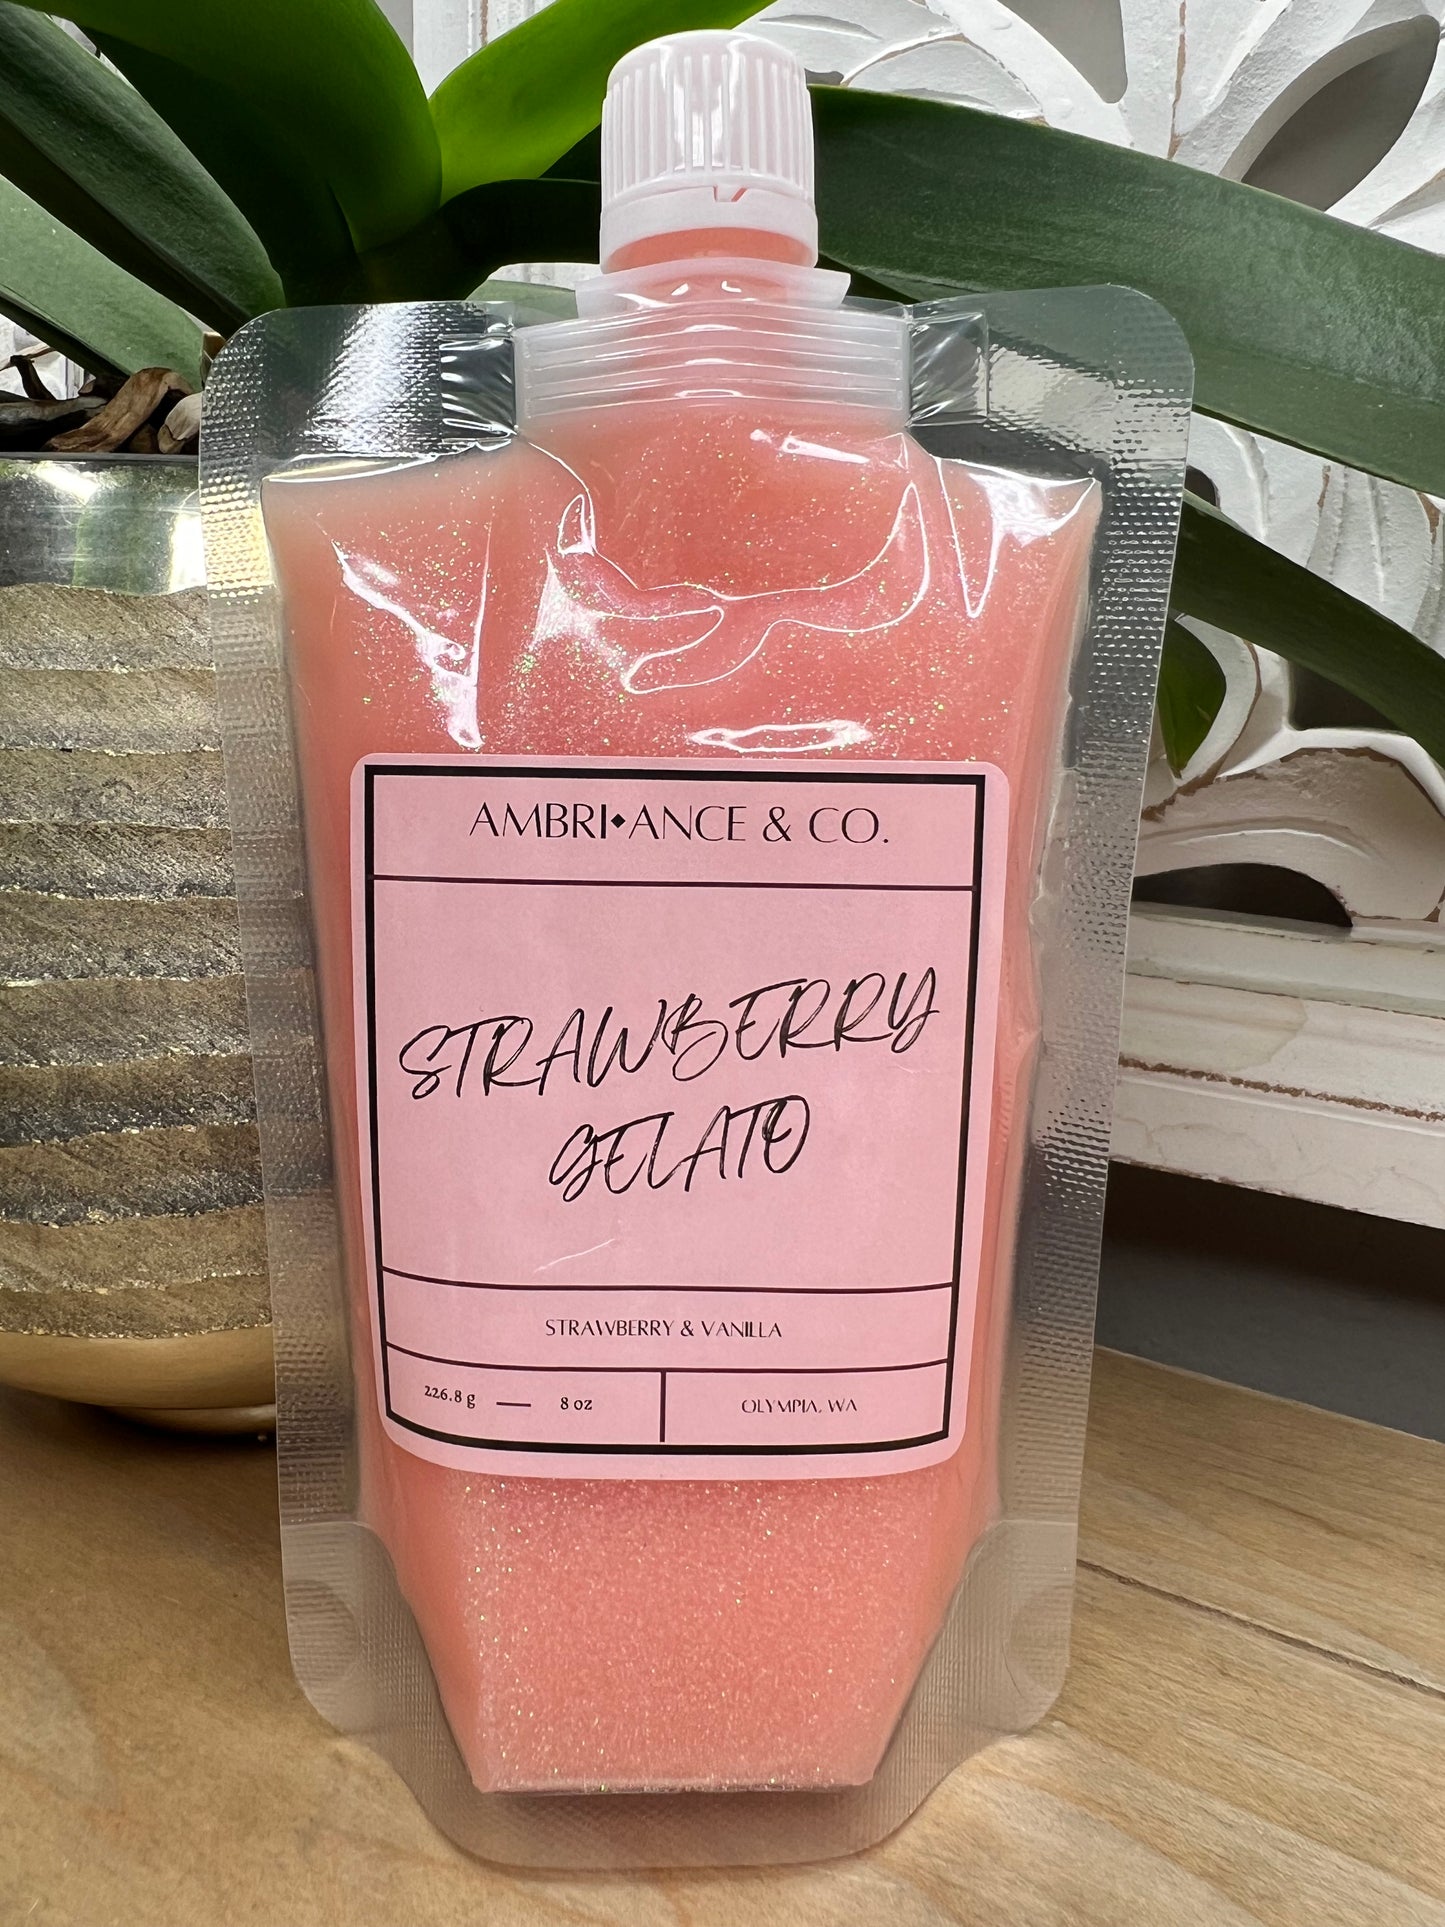 AMBRI◆ANCE & CO.
STRAWBERRY
GELATO
STRAWBERRY & VANILLA
226.8 g — 8 oz
OLYMPIA, WA